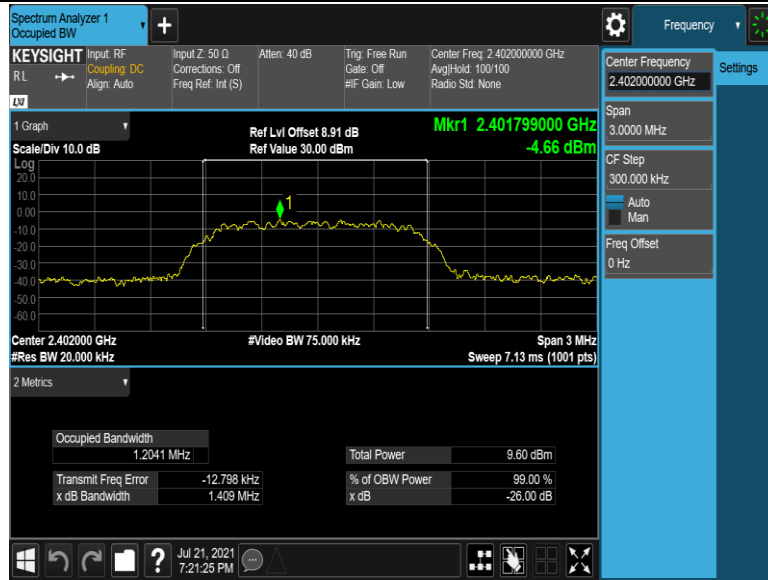 Spectrum Analyzer 1
Occupied BW
+
Frequency
KEYSIGHT
RL
LXI
Input: RF
Coupling: DC
Align: Auto
Input Z: 50 Ω
Corrections: Off
Freq Ref: Int (S)
Atten: 40 dB
Trig: Free Run
Gate: Off
#IF Gain: Low
Center Freq: 2.402000000 GHz
Avg|Hold: 100/100
Radio Std: None
Center Frequency
2.402000000 GHz
Settings
Span
3.0000 MHz
CF Step
300.000 kHz
Auto
Man
Freq Offset
0 Hz
1 Graph
Scale/Div 10.0 dB
Ref Lvl Offset 8.91 dB
Ref Value 30.00 dBm
Mkr1 2.401799000 GHz
-4.66 dBm
Log
20.0
10.0
0.00
-10.0
-20.0
-30.0
-40.0
-50.0
-60.0
1
Center 2.402000 GHz
#Res BW 20.000 kHz
#Video BW 75.000 kHz
Span 3 MHz
Sweep 7.13 ms (1001 pts)
2 Metrics
Occupied Bandwidth
1.2041 MHz
Total Power 9.60 dBm
Transmit Freq Error -12.798 kHz
% of OBW Power 99.00 %
x dB Bandwidth 1.409 MHz
x dB -26.00 dB
?
Jul 21, 2021
7:21:25 PM